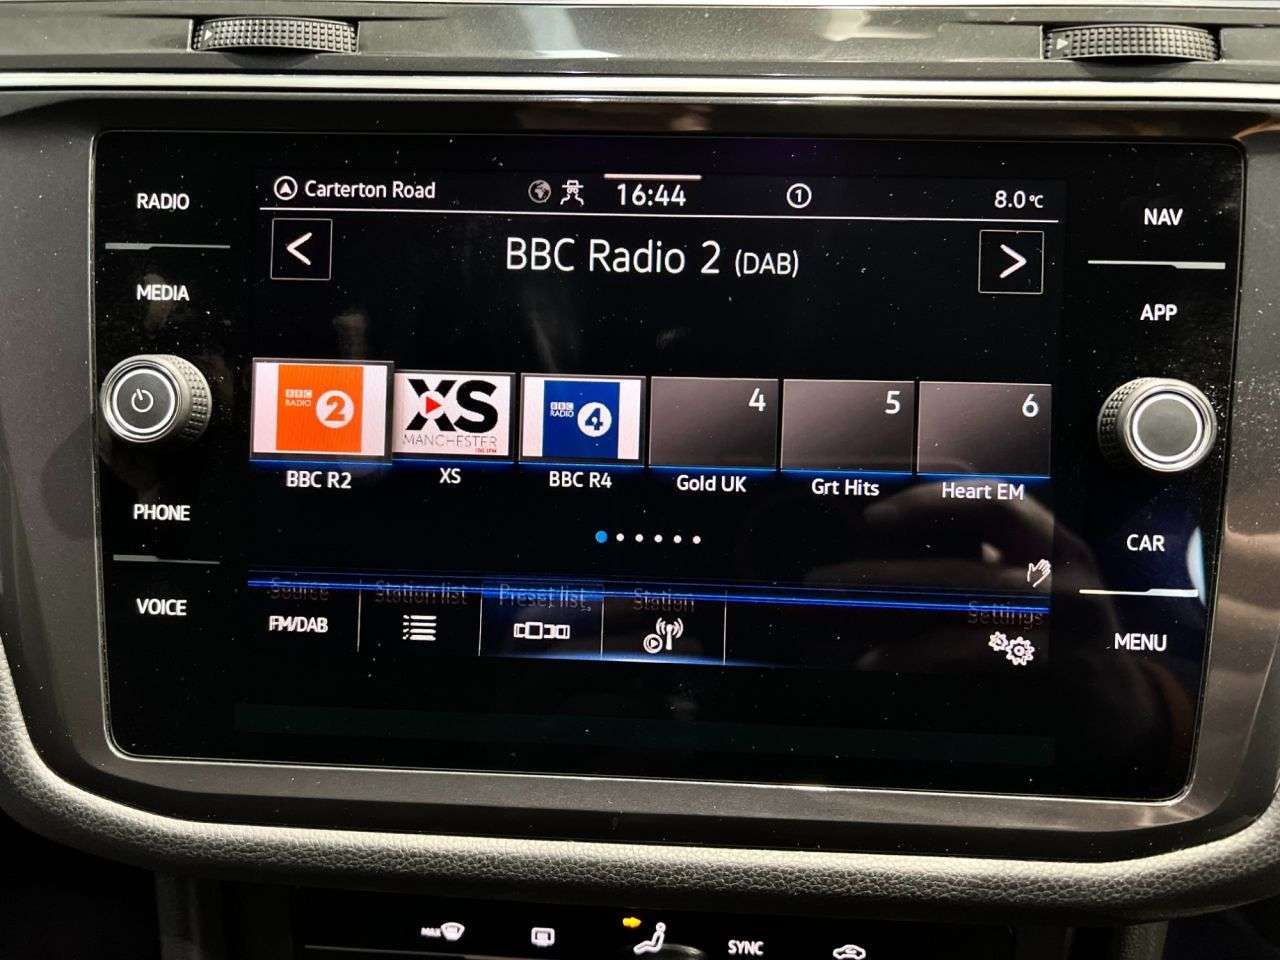 RADIO
MEDIA
PHONE
VOICE
Carterton Road
16:44
1
8.0°C
BBC Radio 2 (DAB)
BBC
RADIO
2
XS
MANCHESTER
BBC
RADIO
4
4
5
6
BBC R2
XS
BBC R4
Gold UK
Grt Hits
Heart EM
Source
Station list
Preset list
Station
Settings
FM/DAB
NAV
APP
CAR
MENU
MAX
SYNC